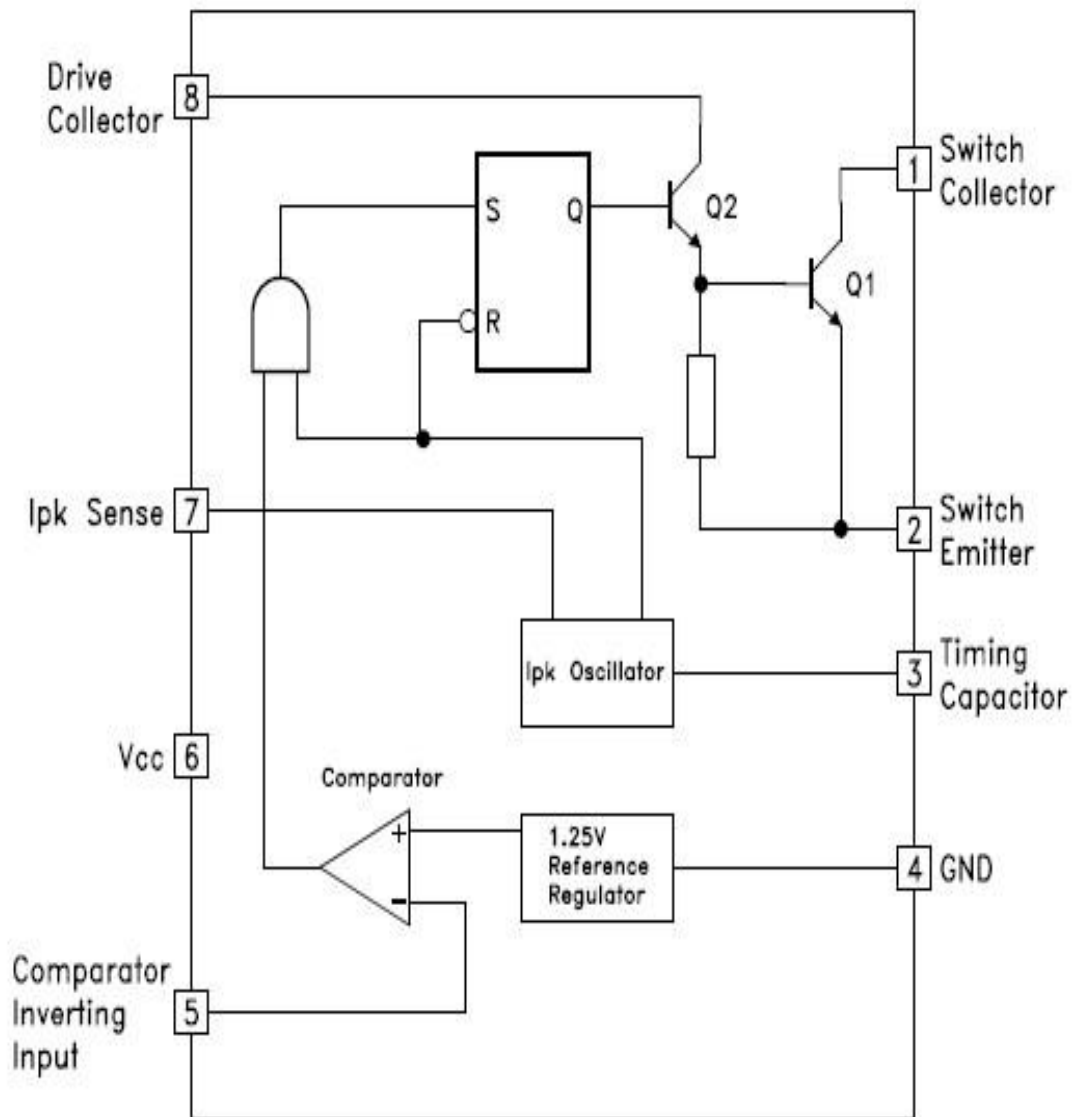 Drive
Collector
8
1
Switch
Collector
S
Q
Q2
Q1
R
Ipk Sense
7
2
Switch
Emitter
Ipk Oscillator
3
Timing
Capacitor
Vcc
6
Comparator
+
-
1.25V
Reference
Regulator
4
GND
Comparator
Inverting
Input
5